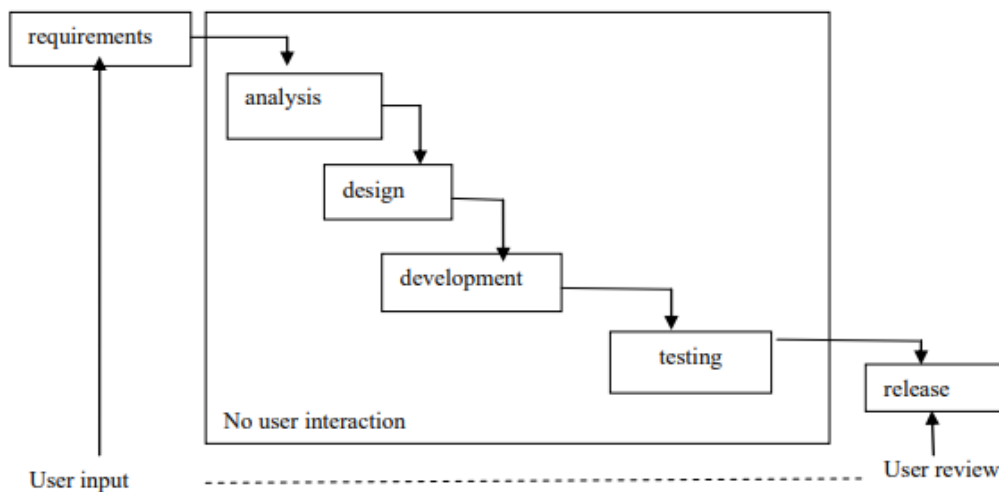 requirements
analysis
design
development
testing
release
No user interaction
User input
User review